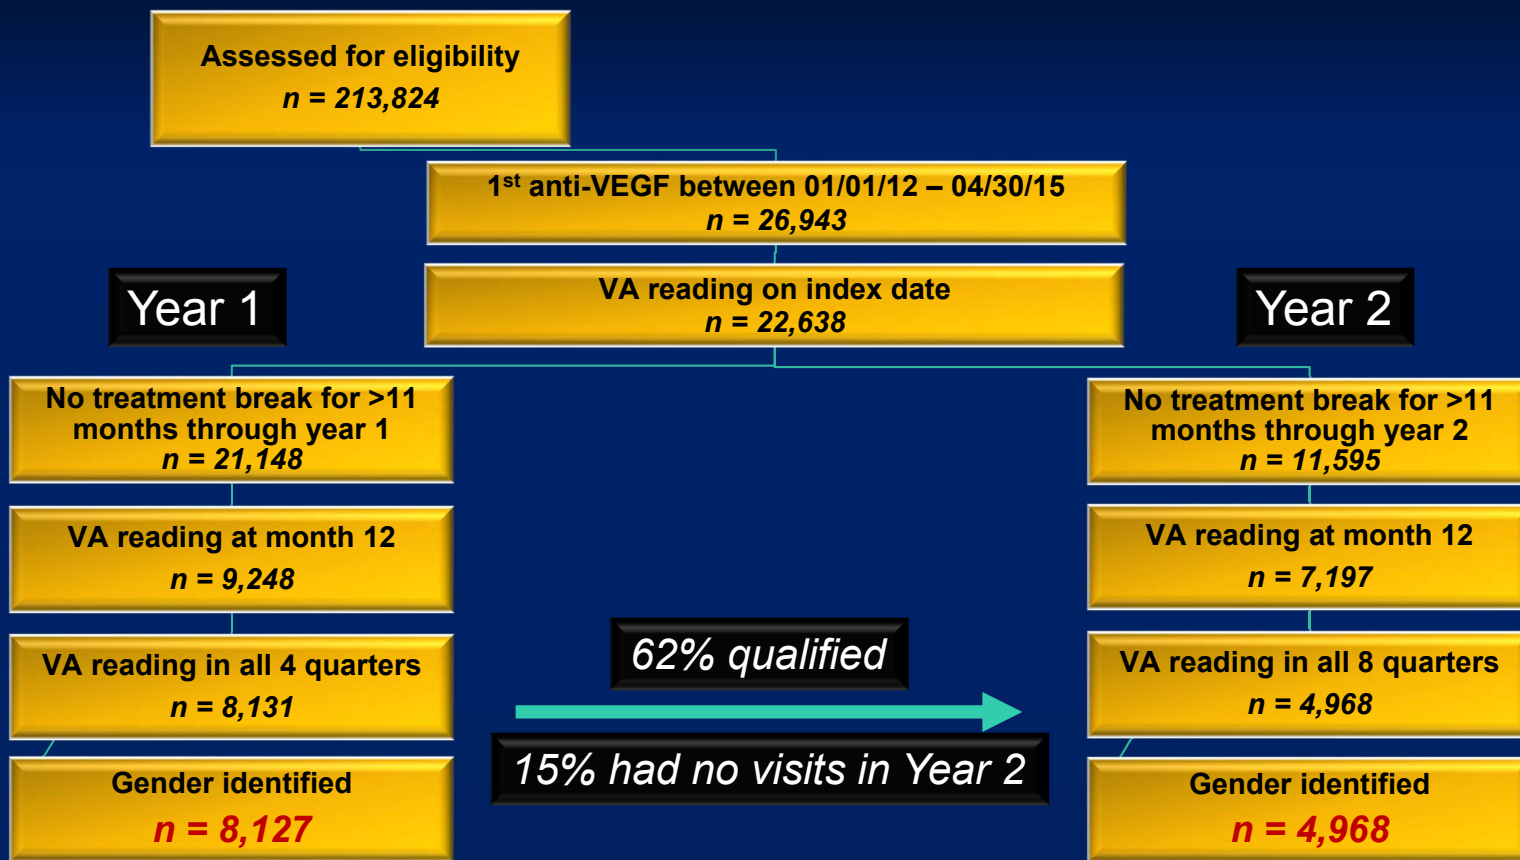 Assessed for eligibility
n = 213,824
1st anti-VEGF between 01/01/12 – 04/30/15
n = 26,943
VA reading on index date
n = 22,638
Year 1
Year 2
No treatment break for >11
months through year 1
n = 21,148
VA reading at month 12
n = 9,248
VA reading in all 4 quarters
n = 8,131
Gender identified
n = 8,127
62% qualified
15% had no visits in Year 2
No treatment break for >11
months through year 2
n = 11,595
VA reading at month 12
n = 7,197
VA reading in all 8 quarters
n = 4,968
Gender identified
n = 4,968